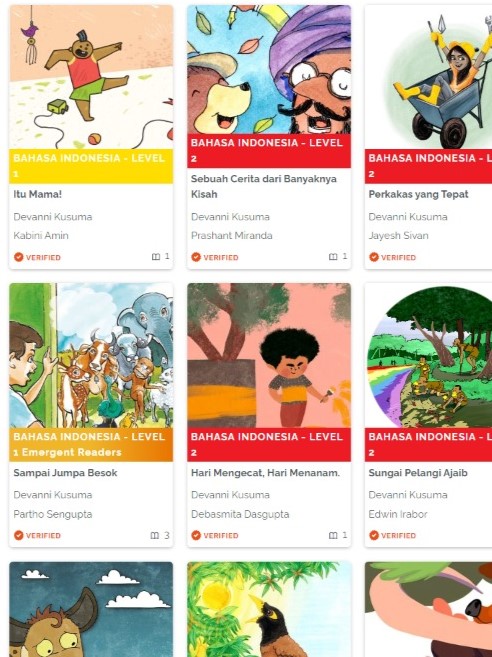 BAHASA INDONESIA - LEVEL
1
Itu Mama!
Devanni Kusuma
Kabini Amin
VERIFIED
1
BAHASA INDONESIA - LEVEL
2
Sebuah Cerita dari Banyaknya
Kisah
Devanni Kusuma
Prashant Miranda
VERIFIED
1
BAHASA INDONESIA - LEVEL
2
Perkakas yang Tepat
Devanni Kusuma
Jayesh Sivan
VERIFIED
BAHASA INDONESIA - LEVEL
1 Emergent Readers
Sampai Jumpa Besok
Devanni Kusuma
Partho Sengupta
VERIFIED
3
BAHASA INDONESIA - LEVEL
2
Hari Mengecat, Hari Menanam.
Devanni Kusuma
Debasmita Dasgupta
VERIFIED
1
BAHASA INDONESIA - LEVEL
2
Sungai Pelangi Ajaib
Devanni Kusuma
Edwin Irabor
VERIFIED